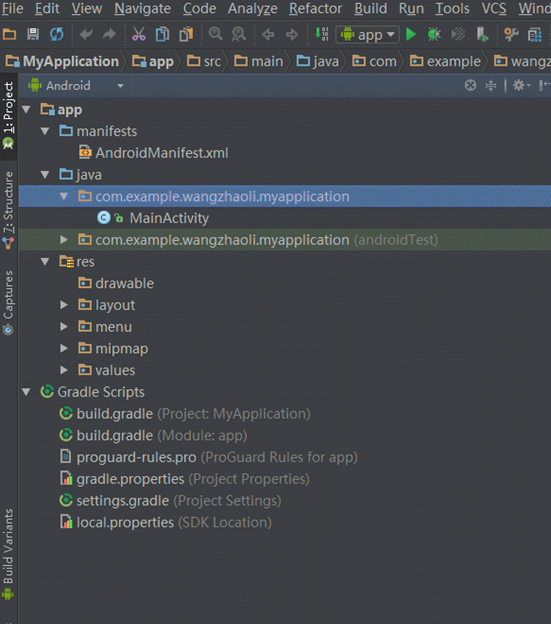 File Edit View Navigate Code Analyze Refactor Build Run Tools VCS Wind
app
MyApplication app src main java com example wangz
Android
1: Project
app
manifests
AndroidManifest.xml
java
com.example.wangzhaoli.myapplication
MainActivity
com.example.wangzhaoli.myapplication (androidTest)
res
drawable
layout
menu
mipmap
values
Gradle Scripts
build.gradle (Project: MyApplication)
build.gradle (Module: app)
proguard-rules.pro (ProGuard Rules for app)
gradle.properties (Project Properties)
settings.gradle (Project Settings)
local.properties (SDK Location)
Z: Structure
Captures
Build Variants